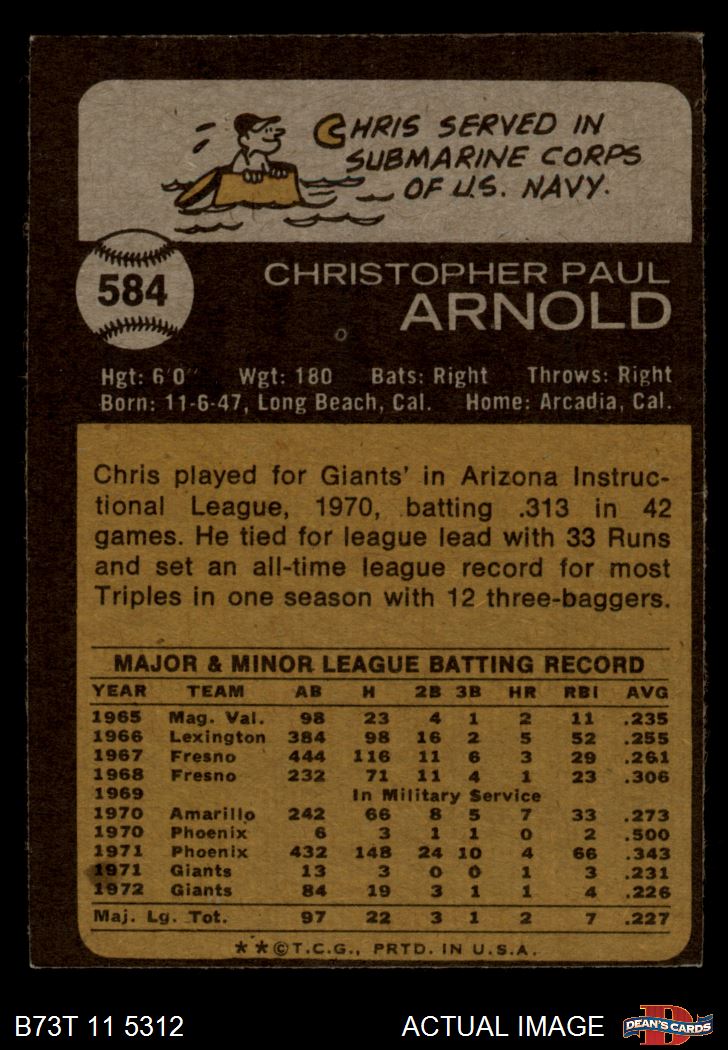 CHRIS SERVED IN
SUBMARINE CORPS
OF U.S. NAVY.
584
CHRISTOPHER PAUL
ARNOLD
Hgt: 6'0" Wgt: 180 Bats: Right Throws: Right
Born: 11-6-47, Long Beach, Cal. Home: Arcadia, Cal.
Chris played for Giants' in Arizona Instruc-
tional League, 1970, batting .313 in 42
games. He tied for league lead with 33 Runs
and set an all-time league record for most
Triples in one season with 12 three-baggers.
MAJOR & MINOR LEAGUE BATTING RECORD
YEAR TEAM AB H 2B 3B HR RBI AVG
1965 Mag. Val. 98 23 4 1 2 11 .235
1966 Lexington 384 98 16 2 5 52 .255
1967 Fresno 444 116 11 6 3 29 .261
1968 Fresno 232 71 11 4 1 23 .306
1969 In Military Service
1970 Amarillo 242 66 8 5 7 33 .273
1970 Phoenix 6 3 1 1 0 2 .500
1971 Phoenix 432 148 24 10 4 66 .343
1971 Giants 13 3 0 0 1 3 .231
1972 Giants 84 19 3 1 1 4 .226
Maj. Lg. Tot. 97 22 3 1 2 7 .227
**©T.C.G., PRTD. IN U.S.A.
B73T 11 5312 ACTUAL IMAGE
D
DEAN'S CARDS